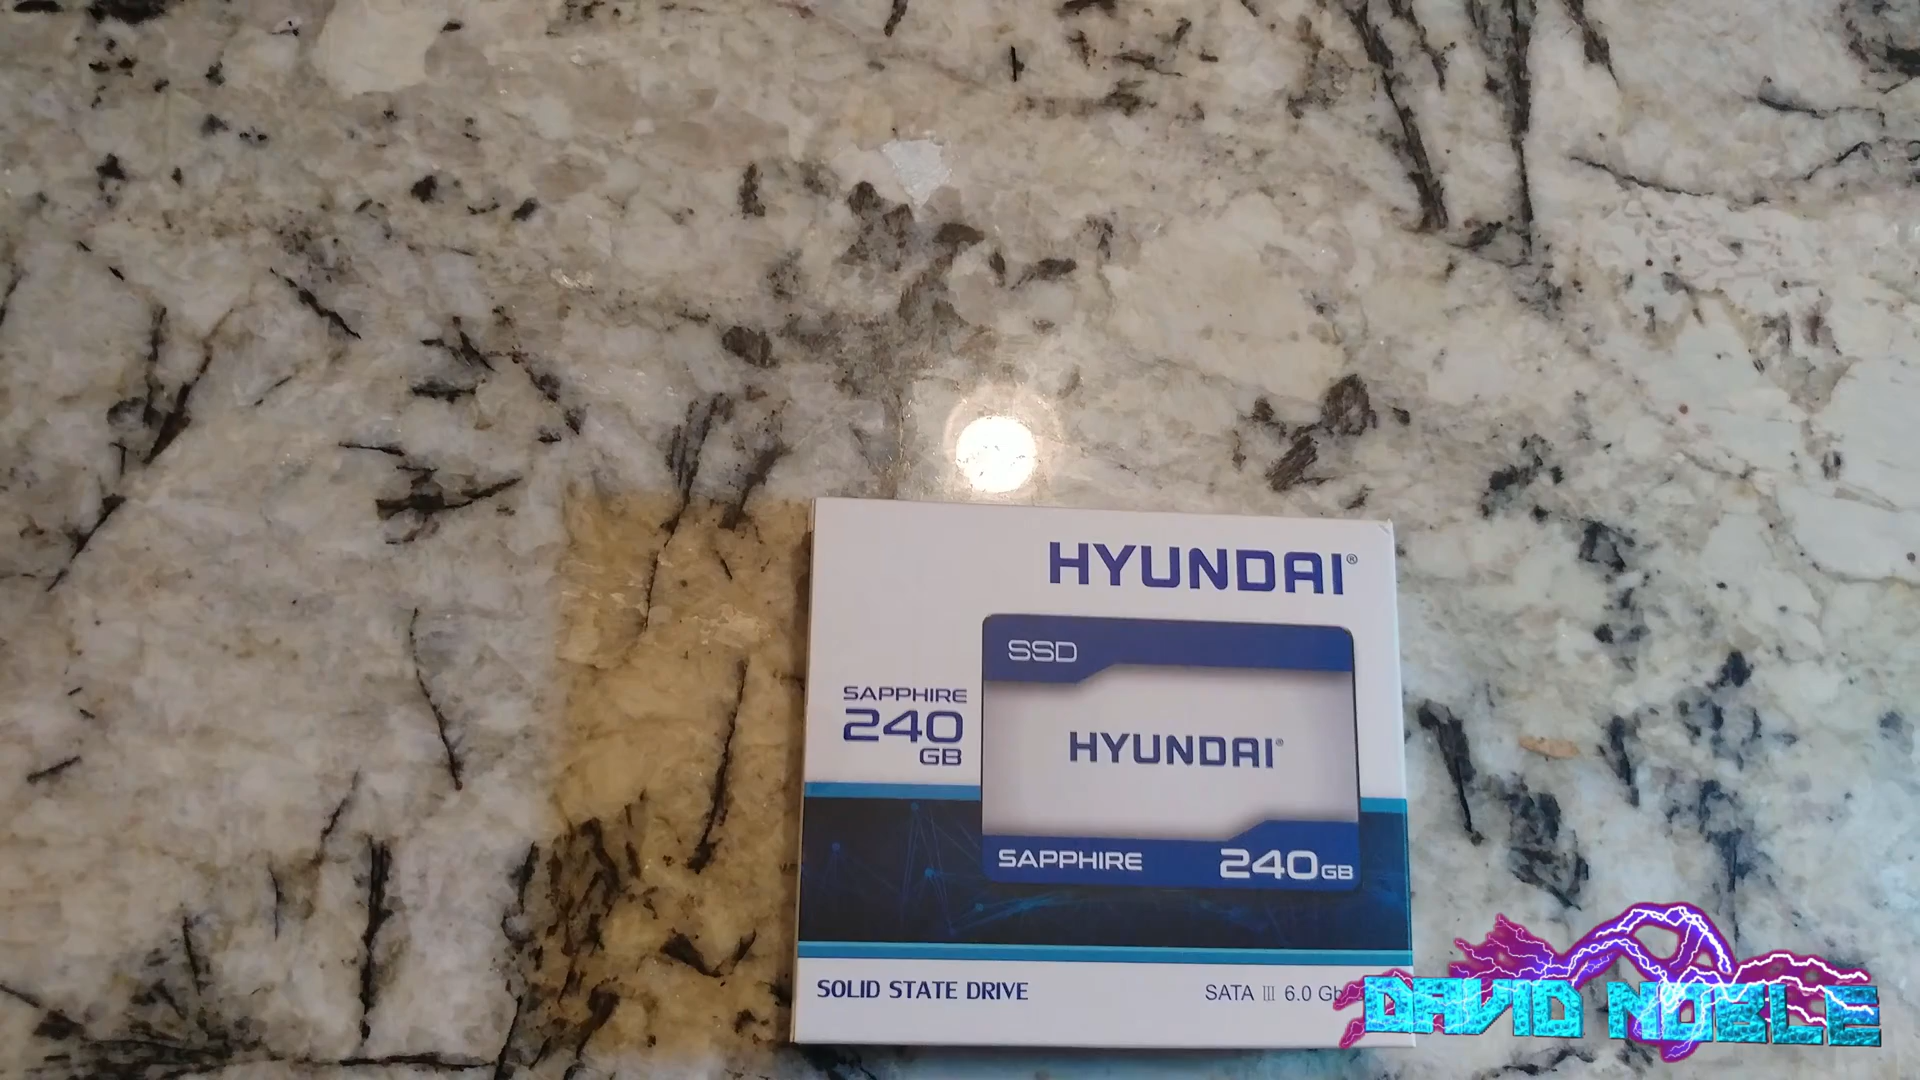 HYUNDAI®
SSD
SAPPHIRE
240
GB
HYUNDAI®
SAPPHIRE 240GB
SOLID STATE DRIVE
SATA III 6.0
DAVID NOBLE